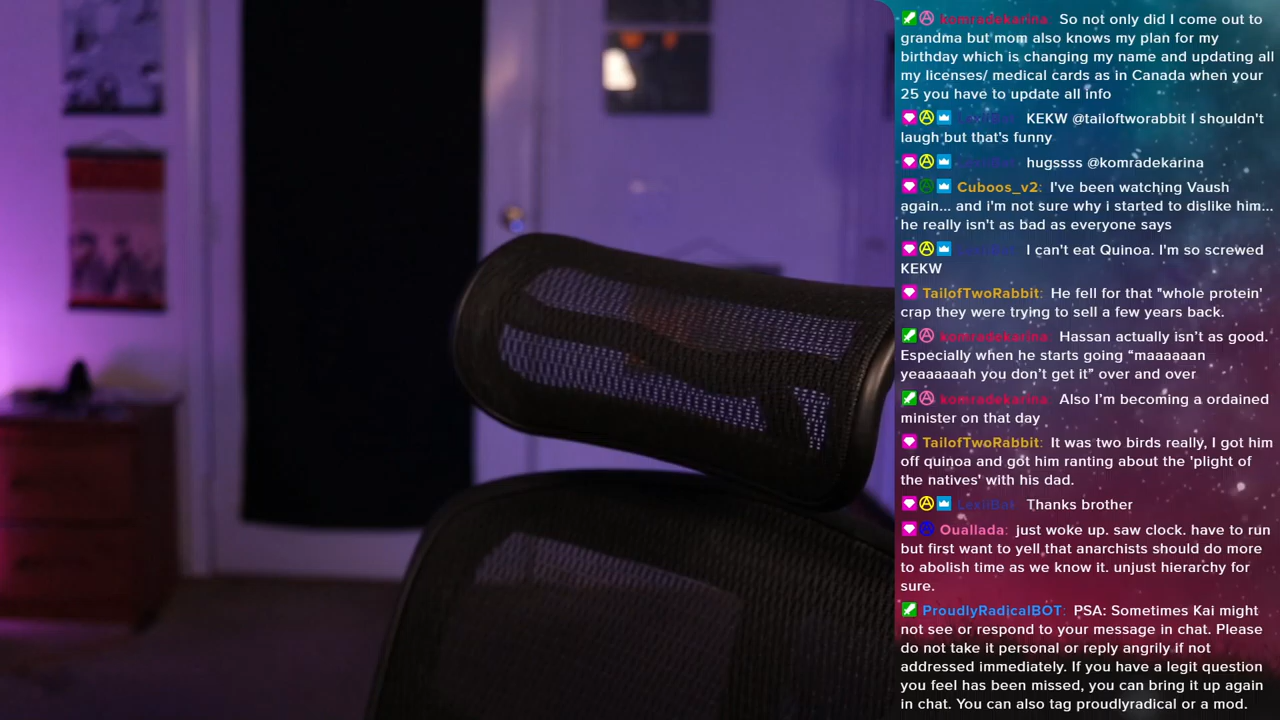 komradekarina: So not only did I come out to
grandma but mom also knows my plan for my
birthday which is changing my name and updating all
my licenses/ medical cards as in Canada when your
25 you have to update all info
LexiiBat: KEKW @tailoftworabbit I shouldn't
laugh but that's funny
LexiiBat: hugssss @komradekarina
Cuboos_v2: I've been watching Vaush
again... and i'm not sure why i started to dislike him...
he really isn't as bad as everyone says
LexiiBat: I can't eat Quinoa. I'm so screwed
KEKW
TailofTwoRabbit: He fell for that "whole protein'
crap they were trying to sell a few years back.
komradekarina: Hassan actually isn't as good.
Especially when he starts going “maaaaaan
yeaaaaaah you don’t get it” over and over
komradekarina: Also I’m becoming a ordained
minister on that day
TailofTwoRabbit: It was two birds really, I got him
off quinoa and got him ranting about the 'plight of
the natives' with his dad.
LexiiBat: Thanks brother
Ouallada: just woke up. saw clock. have to run
but first want to yell that anarchists should do more
to abolish time as we know it. unjust hierarchy for
sure.
ProudlyRadicalBOT: PSA: Sometimes Kai might
not see or respond to your message in chat. Please
do not take it personal or reply angrily if not
addressed immediately. If you have a legit question
you feel has been missed, you can bring it up again
in chat. You can also tag proudlyradical or a mod.